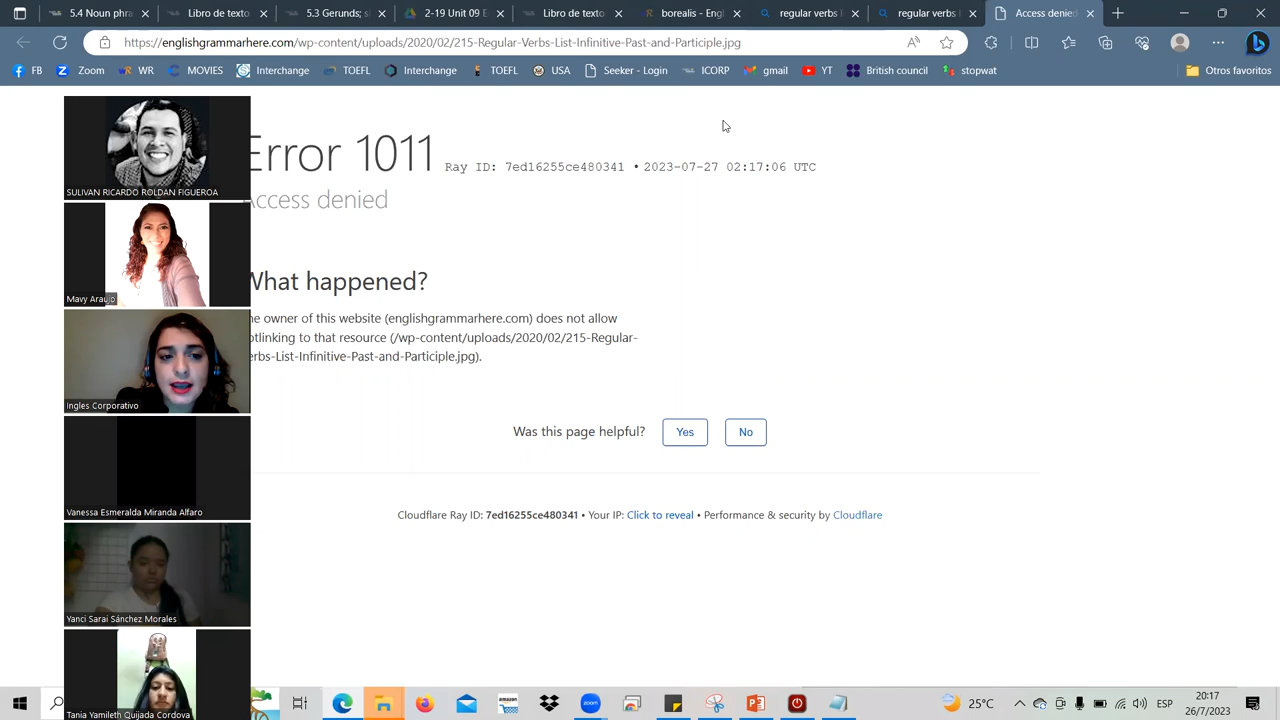 5.4 Infin
5.3 Gerunds;
2-19 Unit 09
Libro de texto
borealis - Engl
regular verbs l
regular verbs
Access denied
https://englishgrammarhere.com/wp-content/uploads/2020/02/215-Regular-Verbs-List-Infinitive-Past-and-Participle.jpg
FB
Zoom
WR
MOVIES
Interchange
TOEFL
Interchange
TOEFL
USA
Seeker - Login
ICORP
gmail
YT
British council
stopwat
Otros favoritos
Error 1011 Ray ID: 7ed16255ce480341 • 2023-07-27 02:17:06 UTC
Access denied
What happened?
he owner of this website (englishgrammarhere.com) does not allow
otlinking to that resource (/wp-content/uploads/2020/02/215-Regular-
erbs-List-Infinitive-Past-and-Participle.jpg).
Was this page helpful? Yes No
Cloudflare Ray ID: 7ed16255ce480341 • Your IP: Click to reveal • Performance & security by Cloudflare
SULIVAN RICARDO ROLDAN FIGUEROA
Mavy Araujo
Ingles Corporativo
Vanessa Esmeralda Miranda Alfaro
Yanci Sarai Sánchez Morales
Tania Yamileth Quijada Cordova
amazon
zoom
25°C
ESP
20:17
26/7/2023